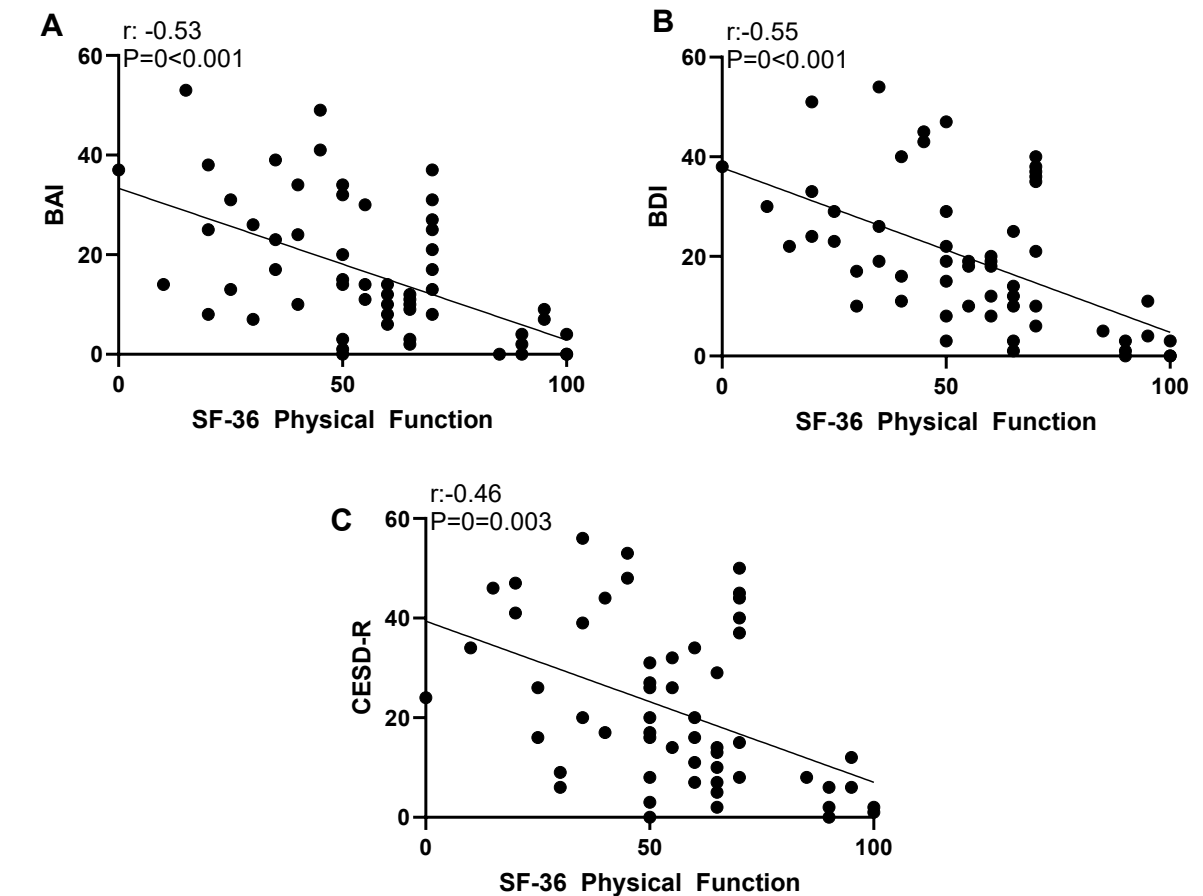 A
r: -0.53
P=0<0.001
60
40
20
0
BAI
0 50 100
SF-36 Physical Function
B
r:-0.55
P=0<0.001
60
40
20
0
BDI
0 50 100
SF-36 Physical Function
C
r:-0.46
P=0=0.003
60
40
20
0
CESD-R
0 50 100
SF-36 Physical Function